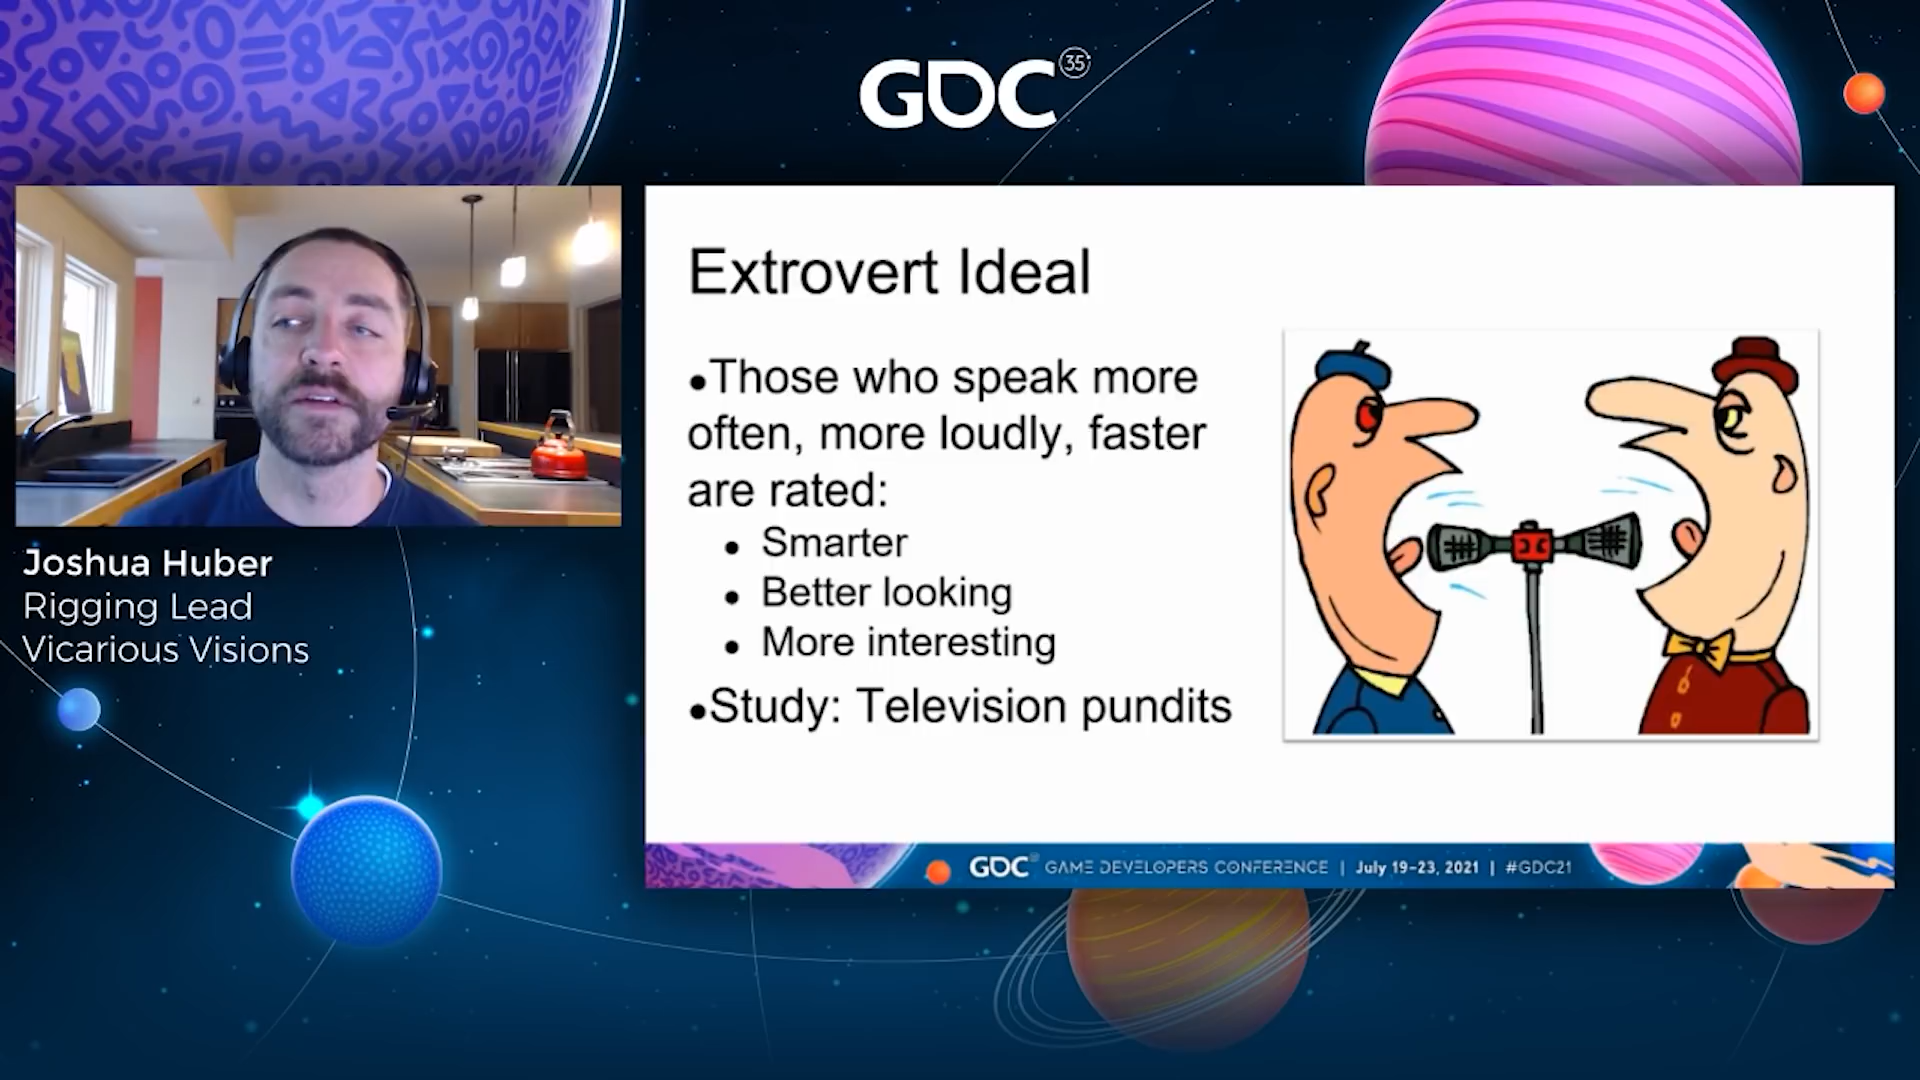 GDC 35
Joshua Huber
Rigging Lead
Vicarious Visions
Extrovert Ideal
•Those who speak more
often, more loudly, faster
are rated:
• Smarter
• Better looking
• More interesting
•Study: Television pundits
GDC GAME DEVELOPERS CONFERENCE | July 19-23, 2021 | #GDC21